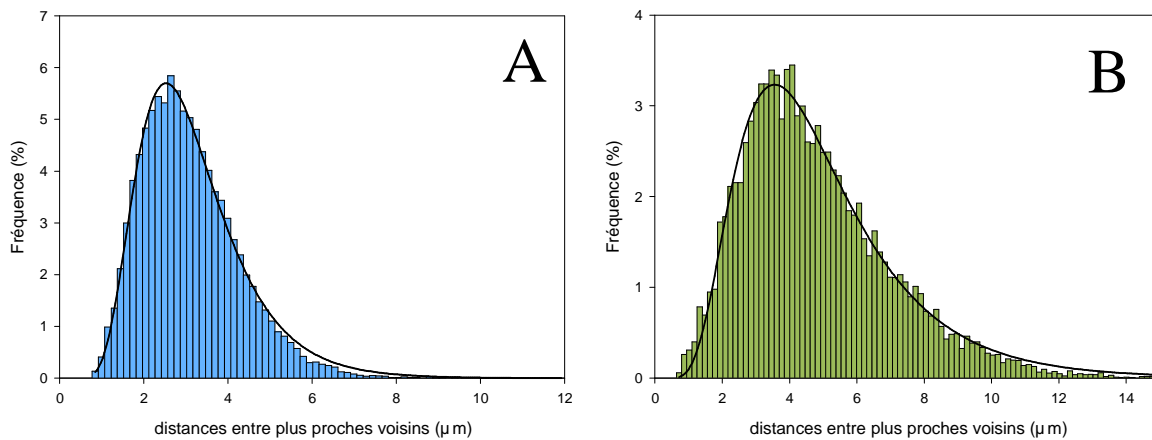 A
Fréquence (%)
7
6
5
4
3
2
1
0
0 2 4 6 8 10 12
distances entre plus proches voisins (µm)
B
Fréquence (%)
4
3
2
1
0
0 2 4 6 8 10 12 14
distances entre plus proches voisins (µm)